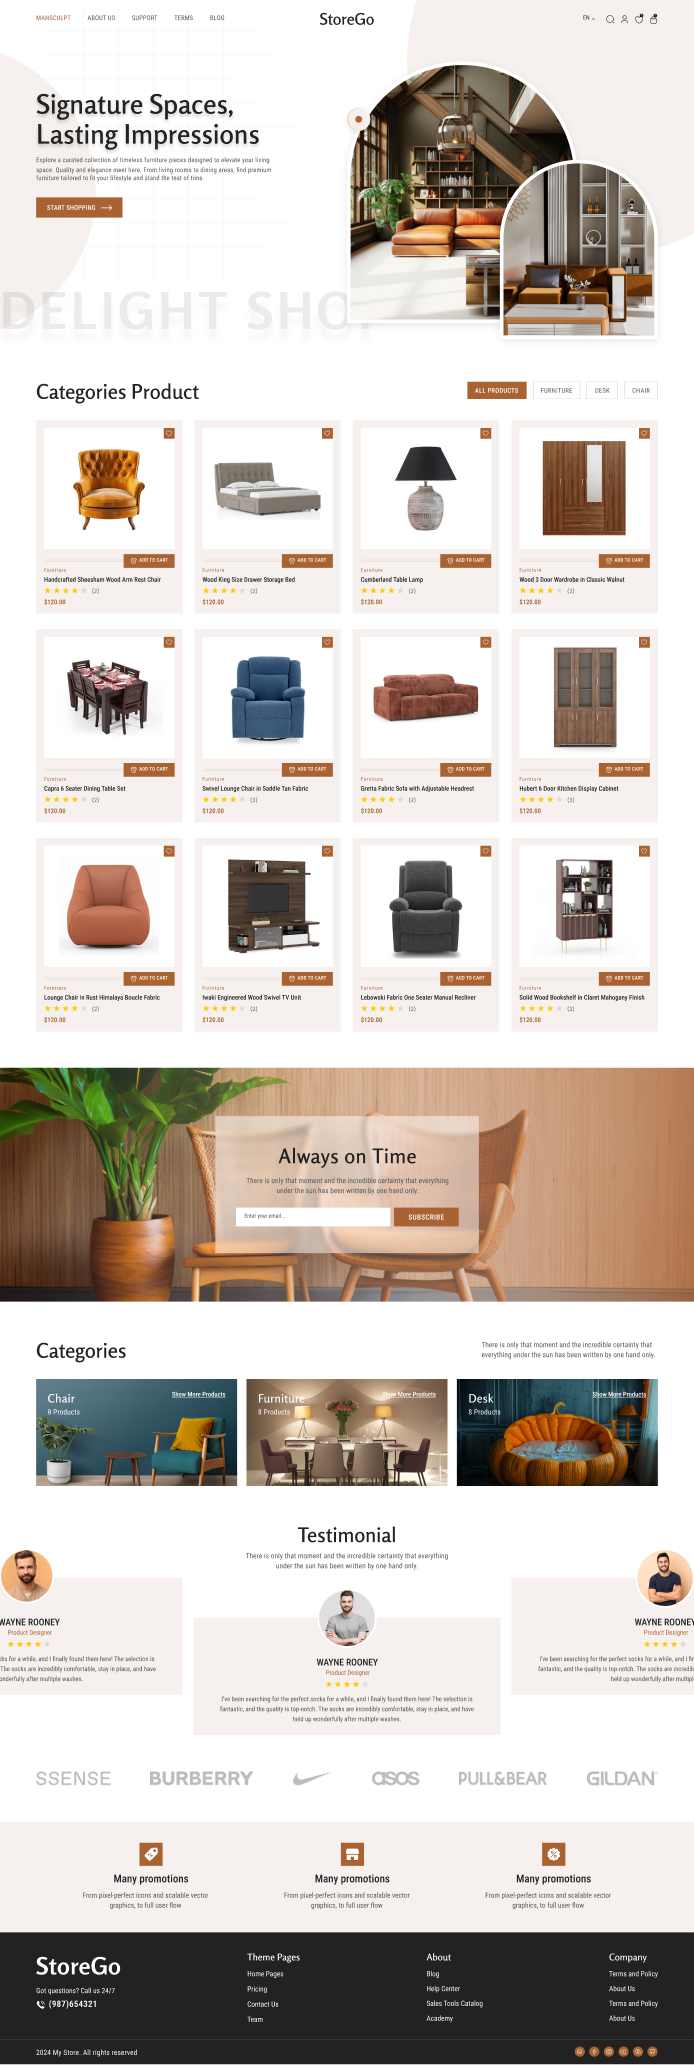 MANSCULPT ABOUT US SUPPORT TERMS BLOG
StoreGo
EN
Signature Spaces,
Lasting Impressions
Explore a curated collection of timeless furniture pieces designed to elevate your living
space. Quality and elegance meet here. From living rooms to dining areas, find premium
furniture tailored to fit your lifestyle and stand the test of time.
START SHOPPING
DELIGHT SHO
Categories Product
ALL PRODUCTS FURNITURE DESK CHAIR
ADD TO CART ADD TO CART ADD TO CART ADD TO CART
Furniture Furniture Furniture Furniture
Handcrafted Sheesham Wood Arm Rest Chair
Wood King Size Drawer Storage Bed
Cumberland Table Lamp
Wood 3 Door Wardrobe in Classic Walnut
(2) (2) (2) (2)
$120.00 $120.00 $120.00 $120.00
ADD TO CART ADD TO CART ADD TO CART ADD TO CART
Furniture Furniture Furniture Furniture
Capra 6 Seater Dining Table Set
Swivel Lounge Chair in Saddle Tan Fabric
Gretta Fabric Sofa with Adjustable Headrest
Hubert 6 Door Kitchen Display Cabinet
(2) (2) (2) (2)
$120.00 $120.00 $120.00 $120.00
ADD TO CART ADD TO CART ADD TO CART ADD TO CART
Furniture Furniture Furniture Furniture
Lounge Chair in Rust Himalaya Boucle Fabric
Iwaki Engineered Wood Swivel TV Unit
Lebowski Fabric One Seater Manual Recliner
Solid Wood Bookshelf in Claret Mahogany Finish
(2) (2) (2) (2)
$120.00 $120.00 $120.00 $120.00
Always on Time
There is only that moment and the incredible certainty that everything
under the sun has been written by one hand only.
Enter your email...
SUBSCRIBE
Categories
There is only that moment and the incredible certainty that
everything under the sun has been written by one hand only.
Chair
Show More Products
8 Products
Furniture
Show More Products
8 Products
Desk
Show More Products
8 Products
Testimonial
There is only that moment and the incredible certainty that everything
under the sun has been written by one hand only.
WAYNE ROONEY
Product Designer
ks for a while, and I finally found them here! The selection is
The socks are incredibly comfortable, stay in place, and have
onderfully after multiple washes.
WAYNE ROONEY
Product Designer
I've been searching for the perfect socks for a while, and I finally found them here! The selection is
fantastic, and the quality is top-notch. The socks are incredibly comfortable, stay in place, and have
held up wonderfully after multiple washes.
WAYNE ROONEY
Product Designer
I've been searching for the perfect socks for a while, and I fin
fantastic, and the quality is top-notch. The socks are incredib
held up wonderfully after multipl
SSENSE BURBERRY asos PULL&BEAR GILDAN
Many promotions
From pixel-perfect icons and scalable vector
graphics, to full user flow
Many promotions
From pixel-perfect icons and scalable vector
graphics, to full user flow
Many promotions
From pixel-perfect icons and scalable vector
graphics, to full user flow
StoreGo
Got questions? Call us 24/7
(987)654321
Theme Pages
Home Pages
Pricing
Contact Us
Team
About
Blog
Help Center
Sales Tools Catalog
Academy
Company
Terms and Policy
About Us
Terms and Policy
About Us
2024 My Store. All rights reserved